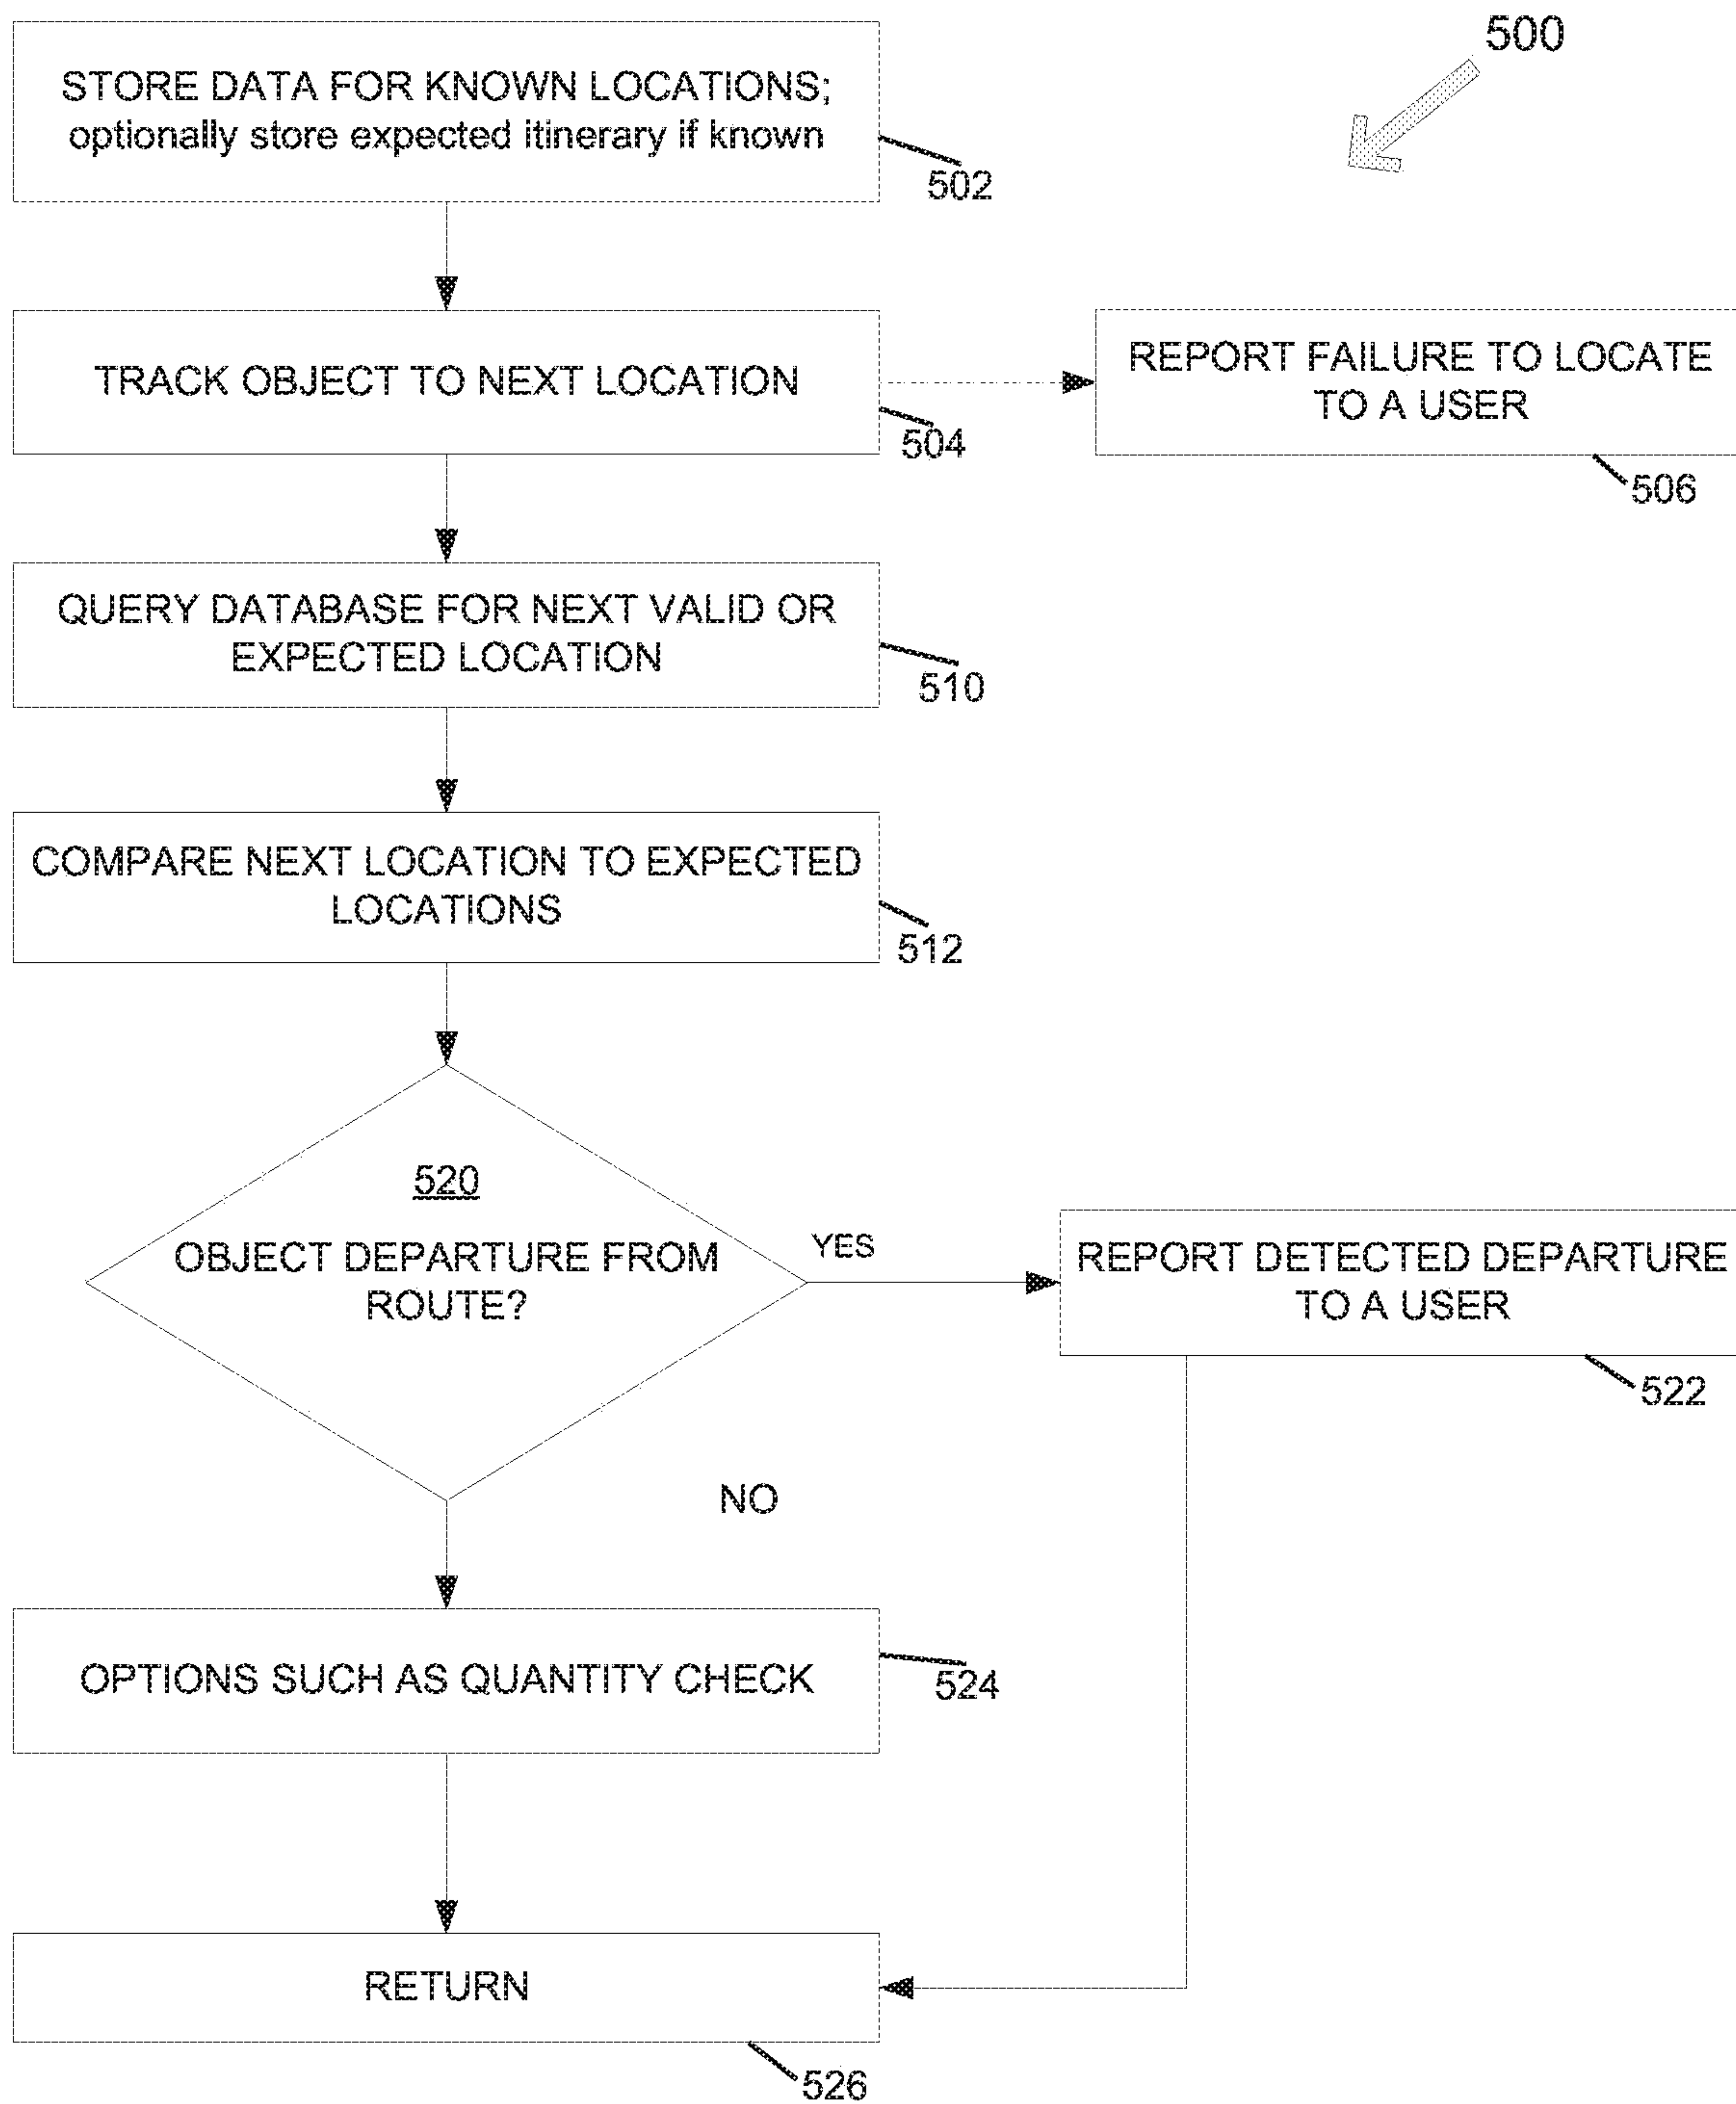 500
STORE DATA FOR KNOWN LOCATIONS;
optionally store expected itinerary if known
502
TRACK OBJECT TO NEXT LOCATION
504
REPORT FAILURE TO LOCATE
TO A USER
506
QUERY DATABASE FOR NEXT VALID OR
EXPECTED LOCATION
510
COMPARE NEXT LOCATION TO EXPECTED
LOCATIONS
512
520
OBJECT DEPARTURE FROM
ROUTE?
YES
REPORT DETECTED DEPARTURE
TO A USER
522
NO
OPTIONS SUCH AS QUANTITY CHECK
524
RETURN
526